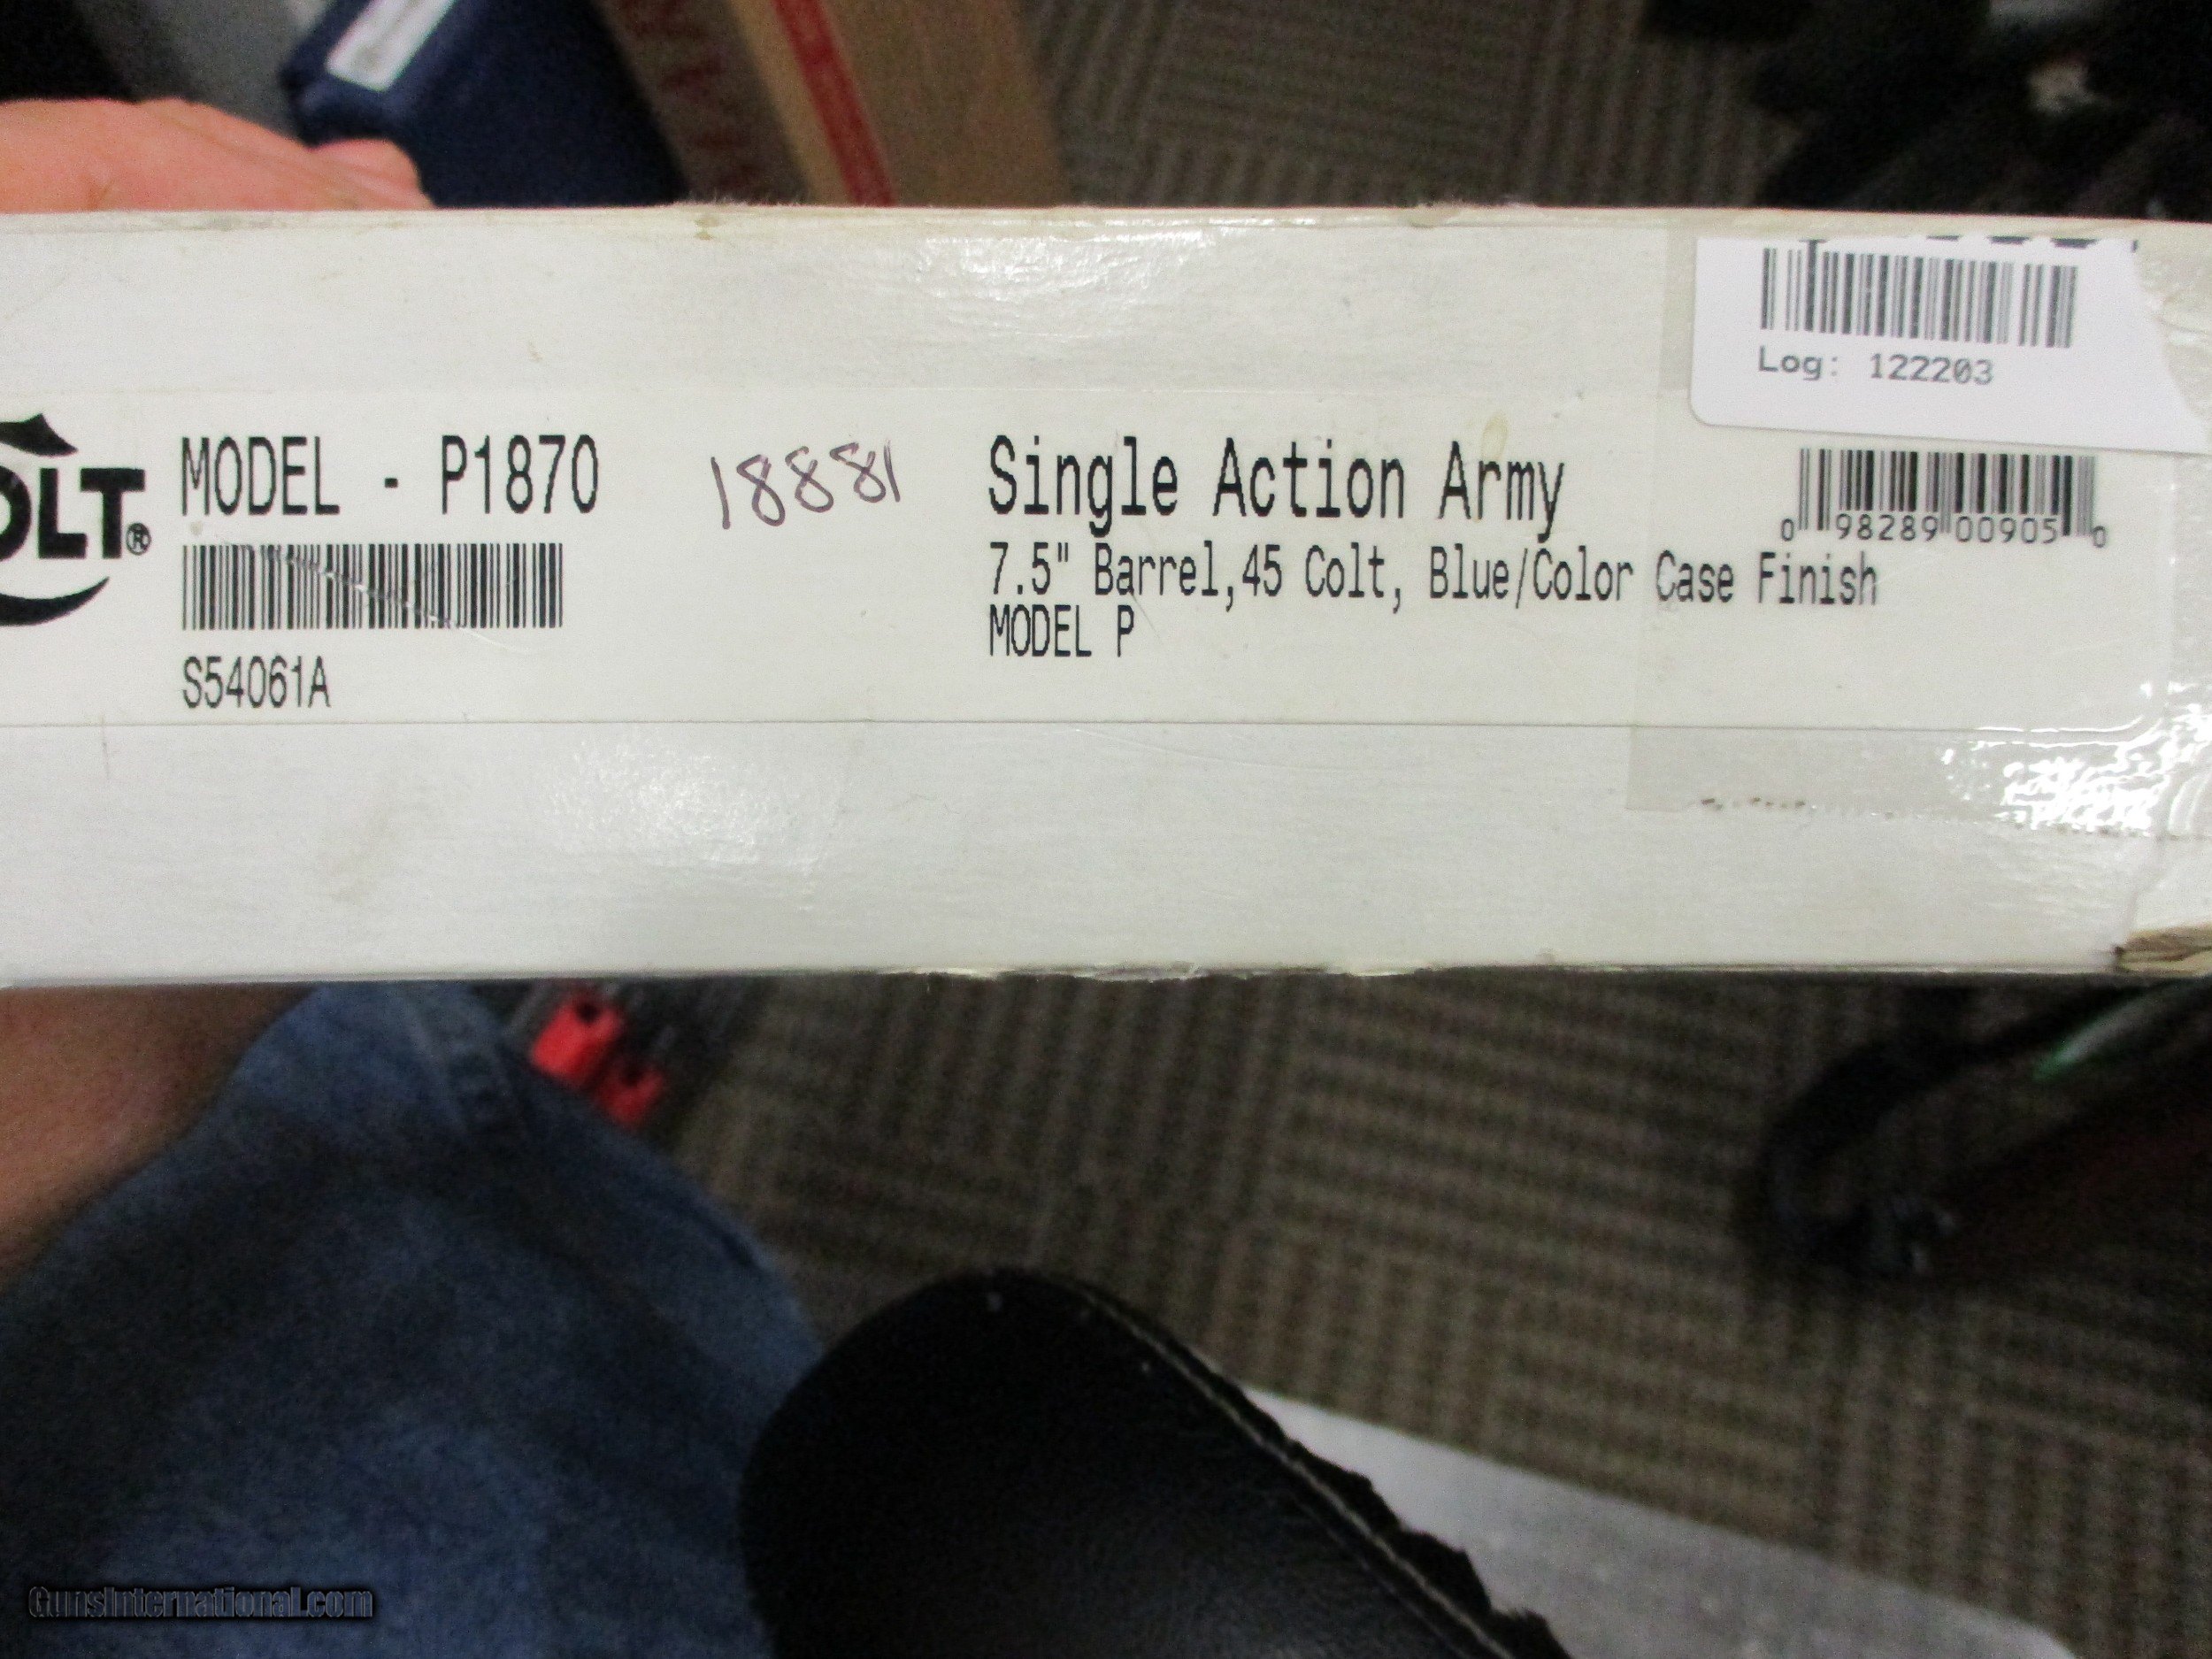 Log: 122203
OLT®
MODEL - P1870
18881
Single Action Army
0 98289 00905 0
7.5" Barrel,45 Colt, Blue/Color Case Finish
MODEL P
S54061A
GunsInternational.com